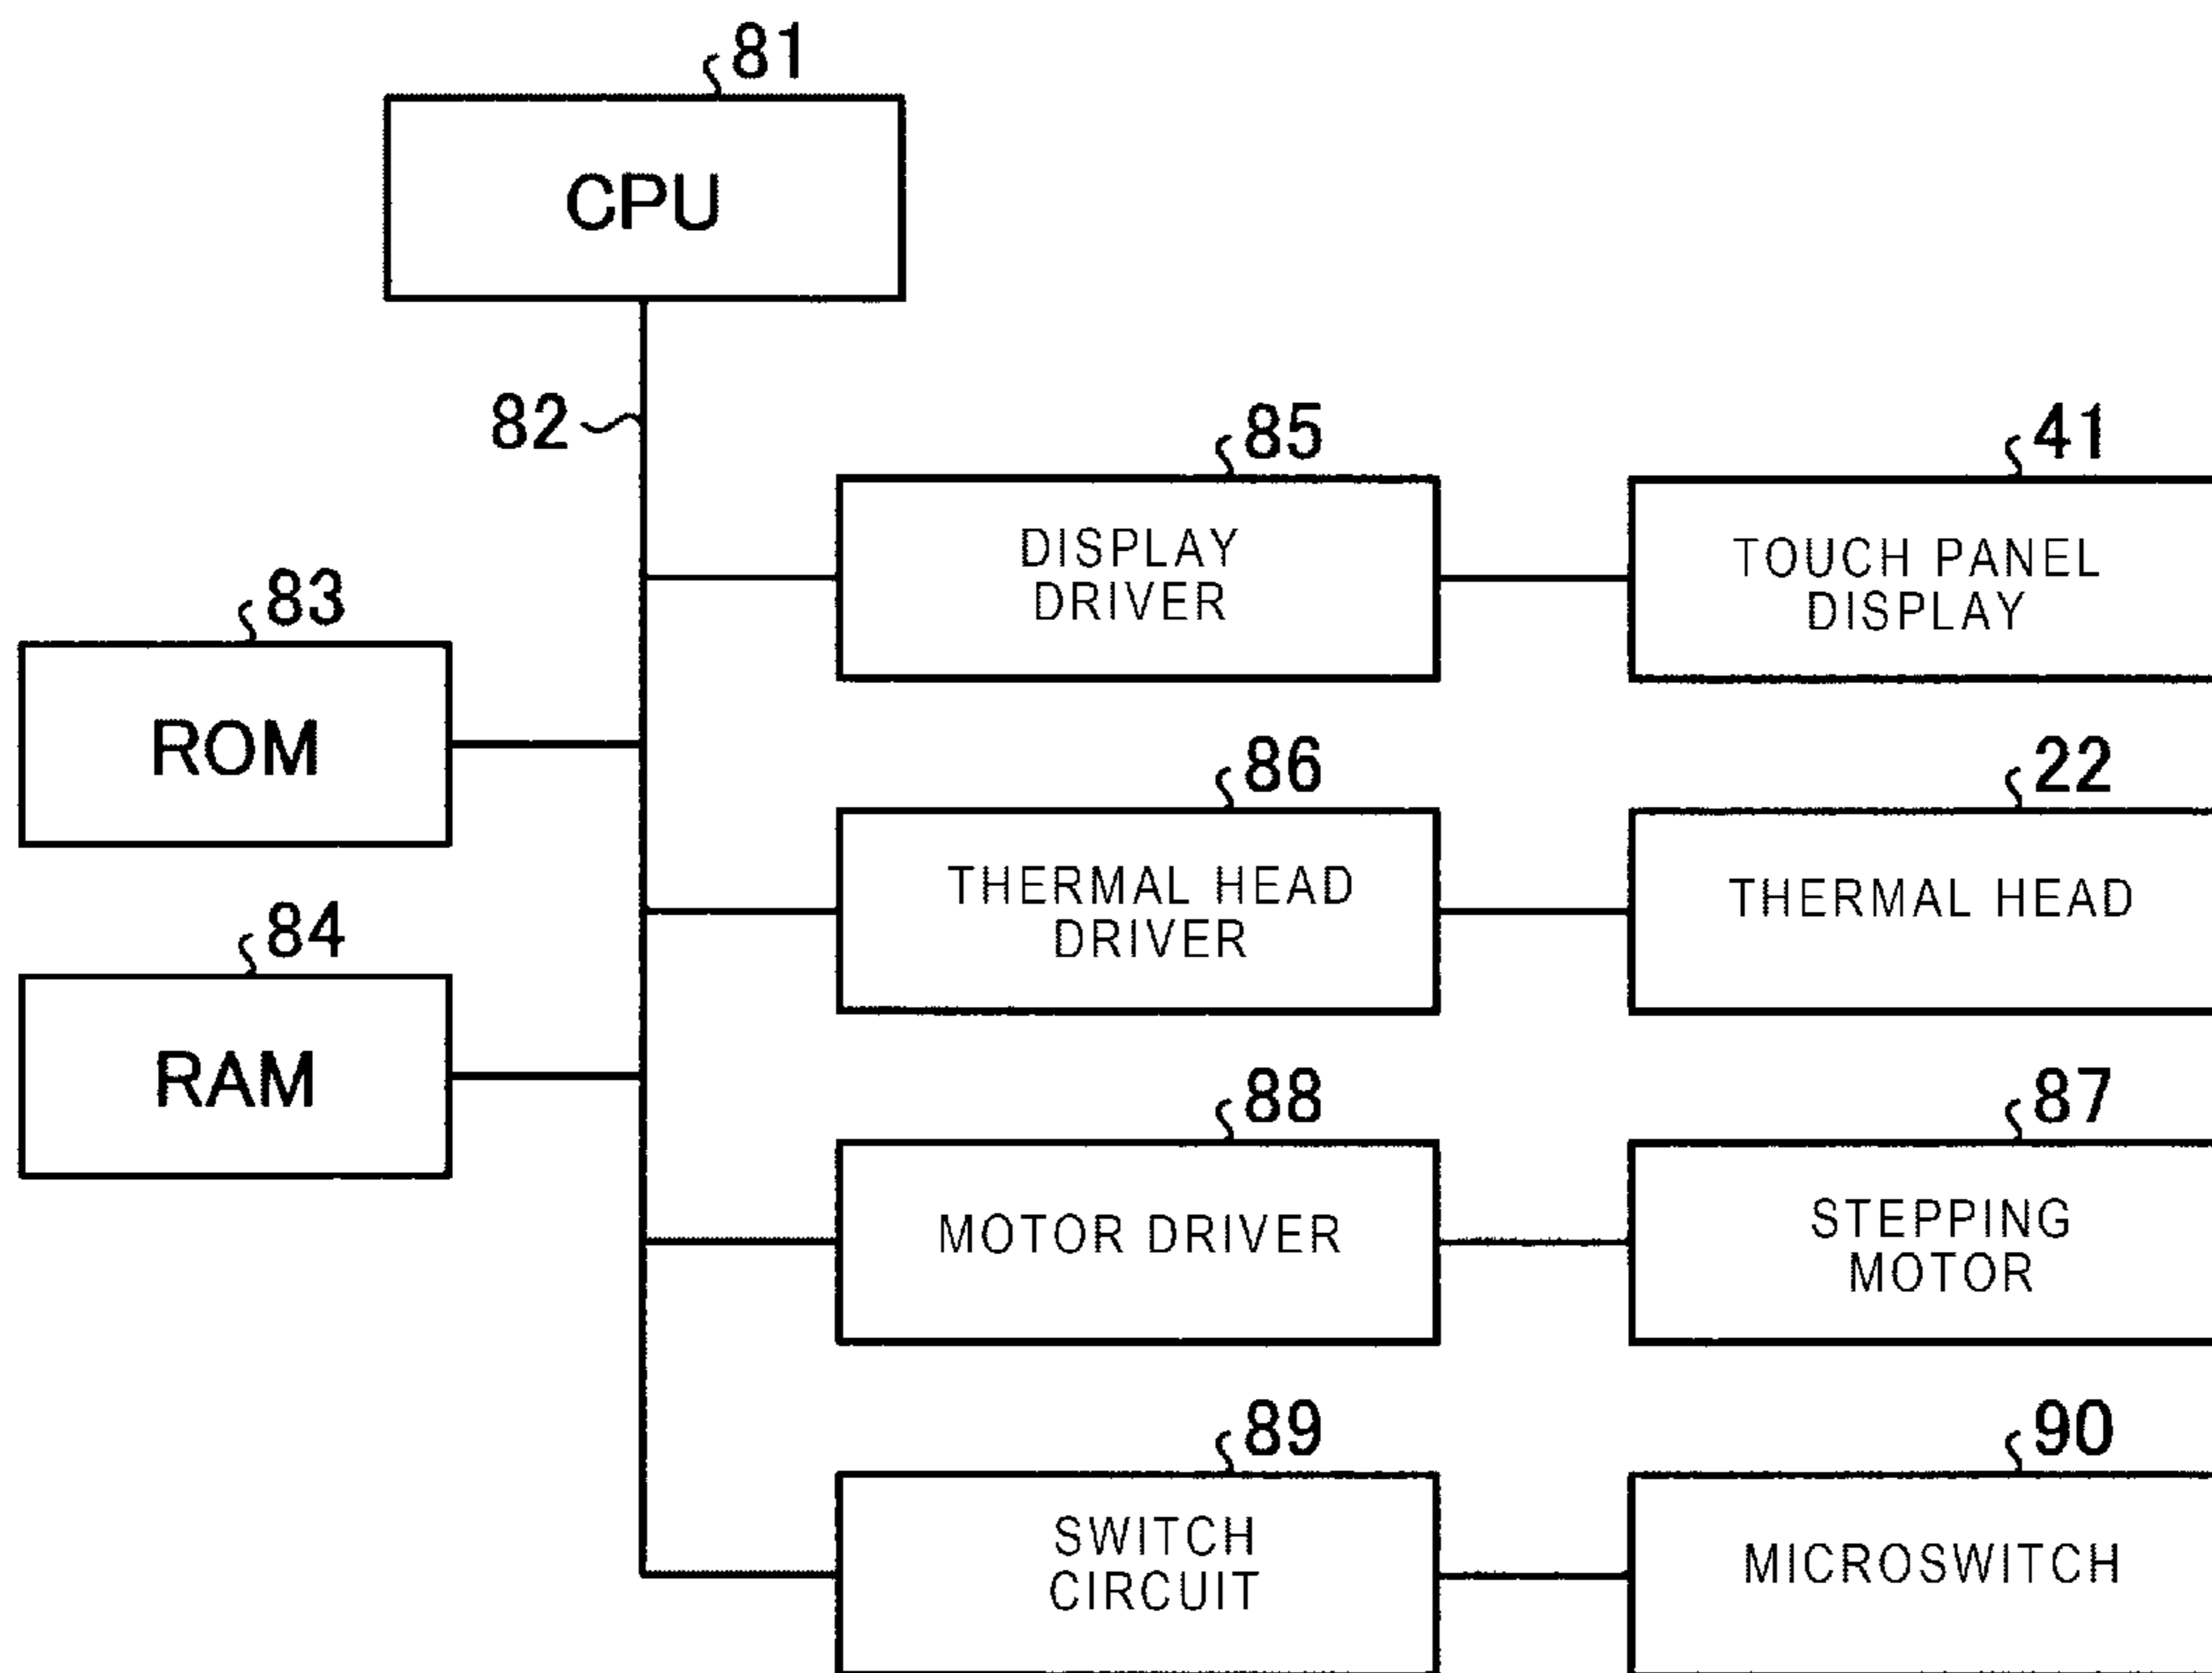 81
CPU
82
85
DISPLAY
DRIVER
41
TOUCH PANEL
DISPLAY
83
ROM
86
THERMAL HEAD
DRIVER
22
THERMAL HEAD
84
RAM
88
MOTOR DRIVER
87
STEPPING
MOTOR
89
SWITCH
CIRCUIT
90
MICROSWITCH